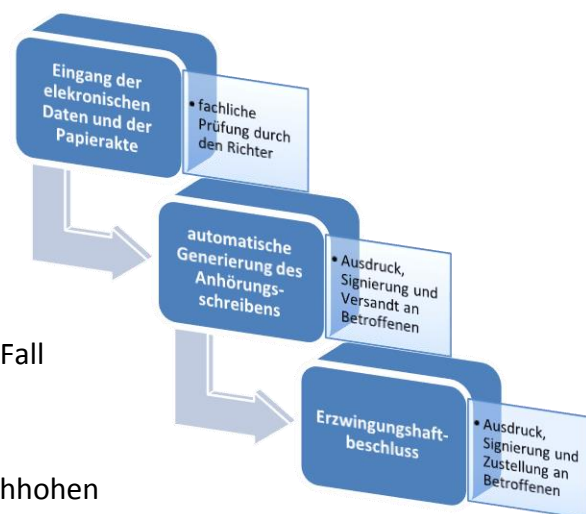 Eingang der
elekronischen
Daten und der
Papierakte
• fachliche
Prüfung durch
den Richter
automatische
Generierung des
Anhörungs-
schreibens
• Ausdruck,
Signierung und
Versandt an
Betroffenen
Fall
Erzwingungshaft-
beschluss
• Ausdruck,
Signierung und
Zustellung an
Betroffenen
hhohen